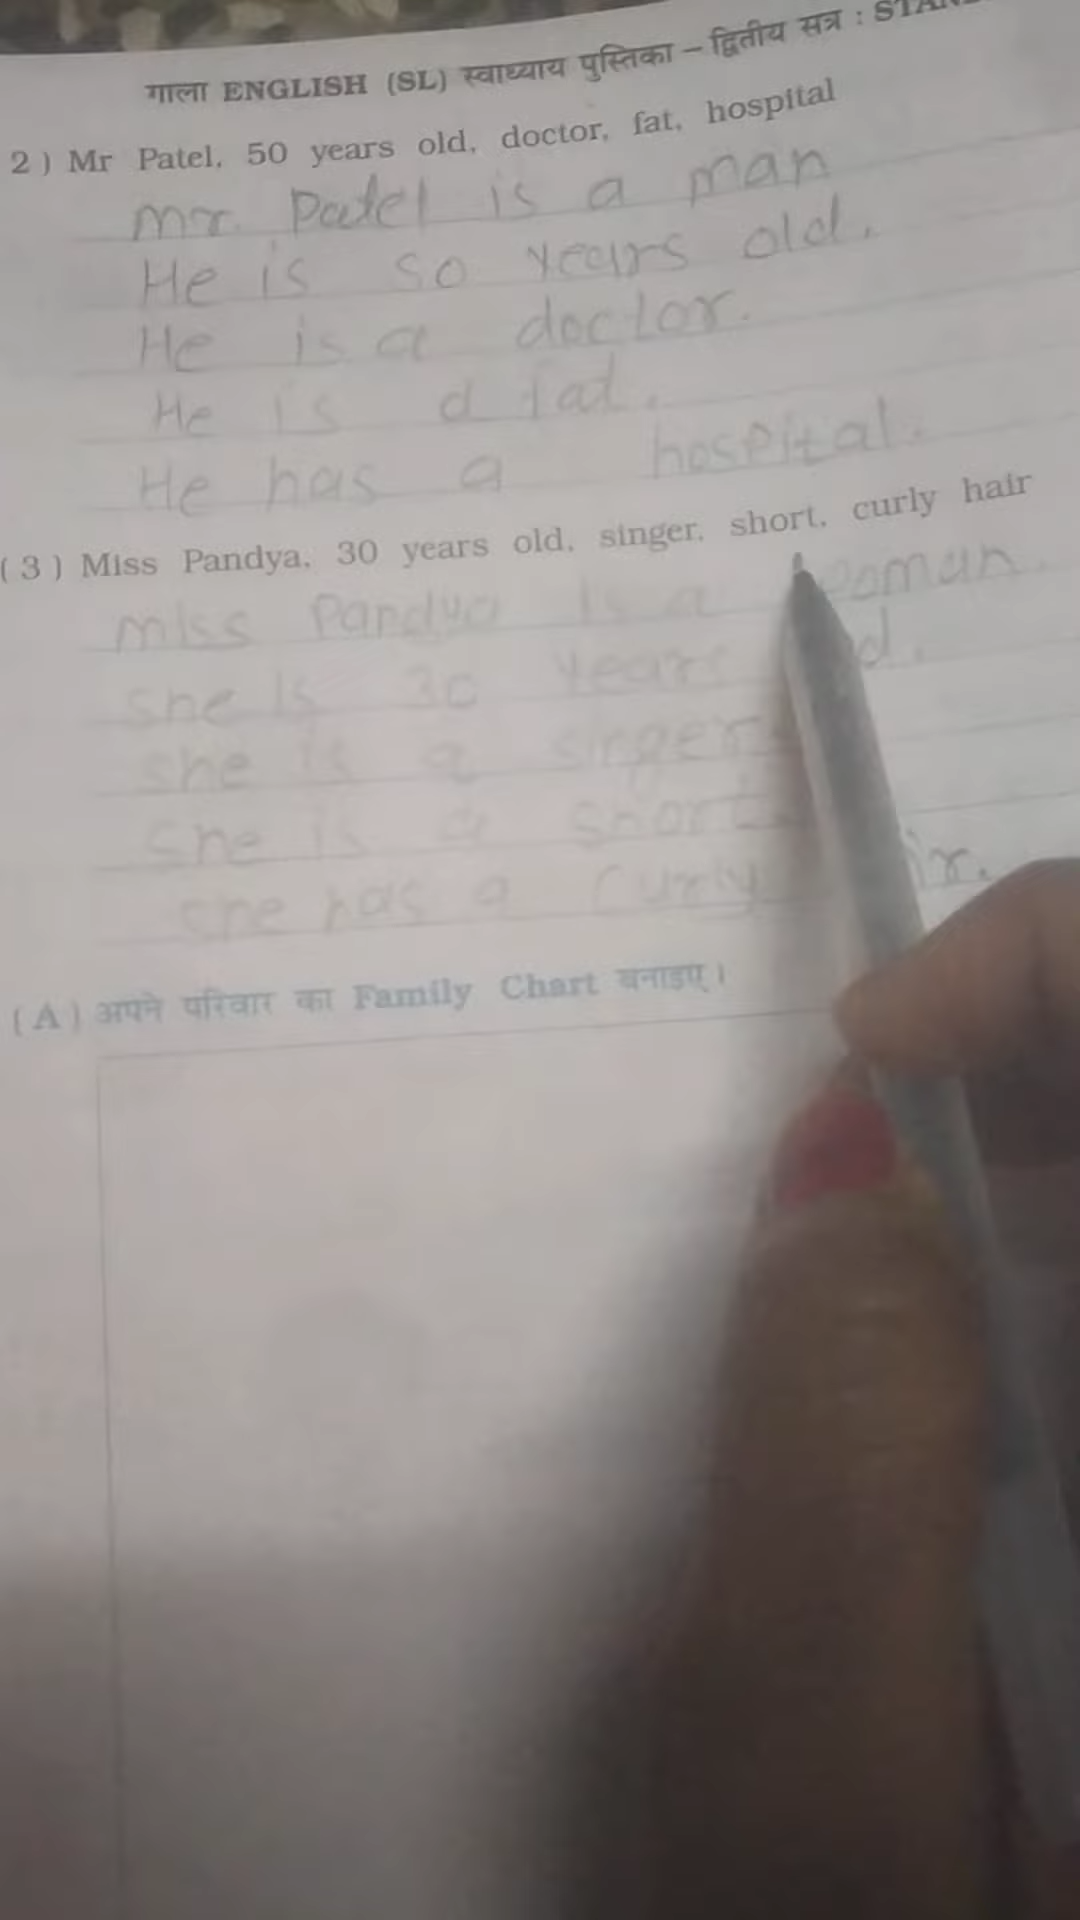 गाला ENGLISH (SL) स्वाध्याय पुस्तिका – द्वितीय सत्र :
2) Mr Patel, 50 years old, doctor, fat, hospital
mr. Patel is a man
He is 50 years old.
He is a doctor.
He is a fat.
He has a hospital.
(3) Miss Pandya, 30 years old, singer, short, curly hair
miss Pandya is a
she is 30 years
she is a singer
she is a short
she has a curly
(A) अपने परिवार का Family Chart बनाइए।